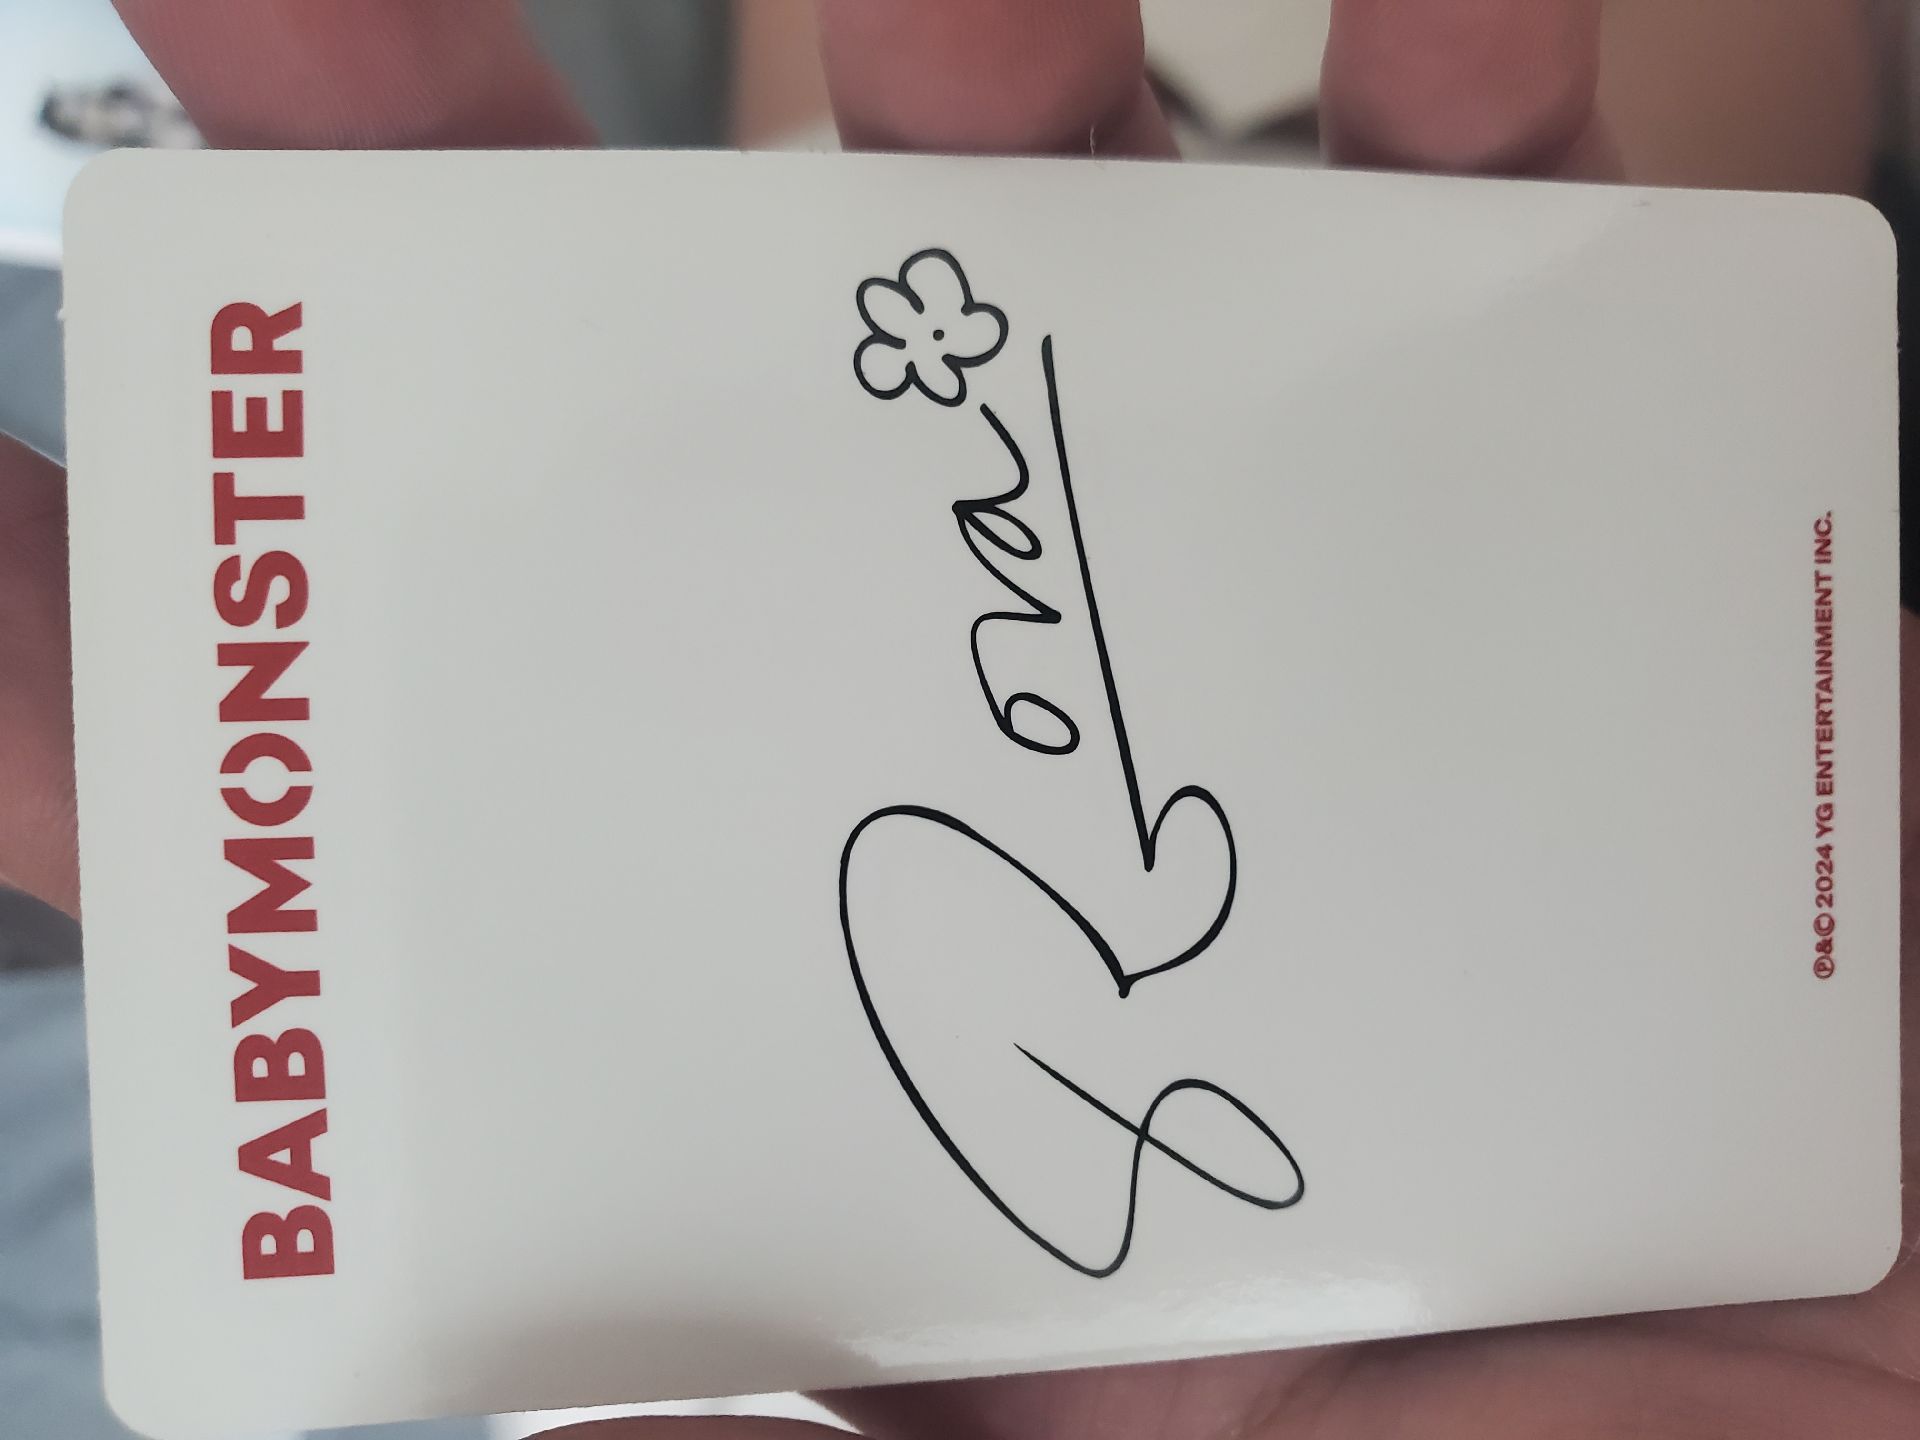 BABYMONSTER
Rora
℗&© 2024 YG ENTERTAINMENT INC.